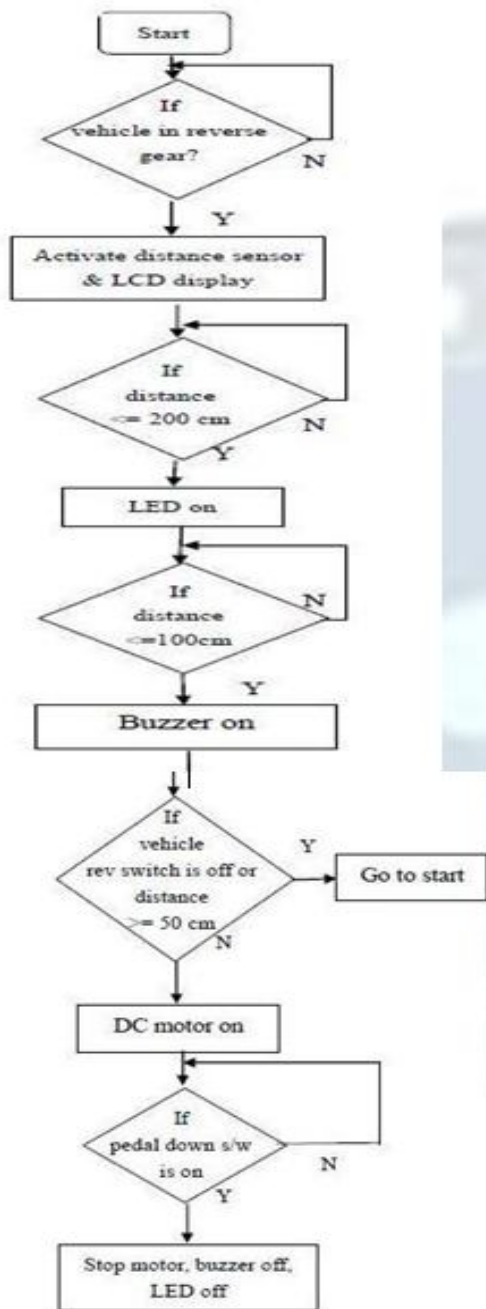 Start
If
vehicle in reverse
gear?
N
Y
Activate distance sensor
& LCD display
If
distance
<= 200 cm
N
Y
LED on
If
distance
<=100cm
N
Y
Buzzer on
If
vehicle
rev switch is off or
distance
>= 50 cm
Y
Go to start
N
DC motor on
If
pedal down s/w
is on
N
Y
Stop motor, buzzer off,
LED off